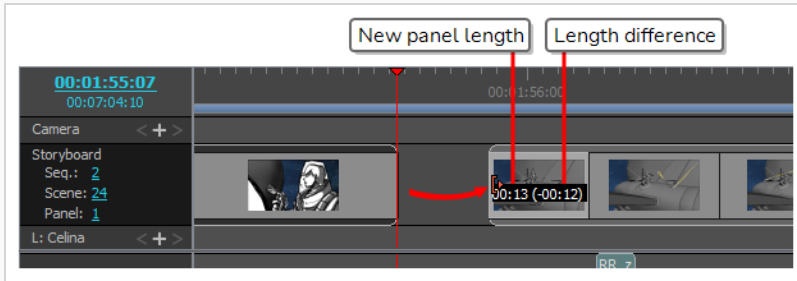 New panel length
Length difference
00:01:55:07
00:07:04:10
00:01:56:00
Camera
< + >
Storyboard
Seq.: 2
Scene: 24
Panel: 1
00:13 (-00:12)
L: Celina
< + >
RR_z